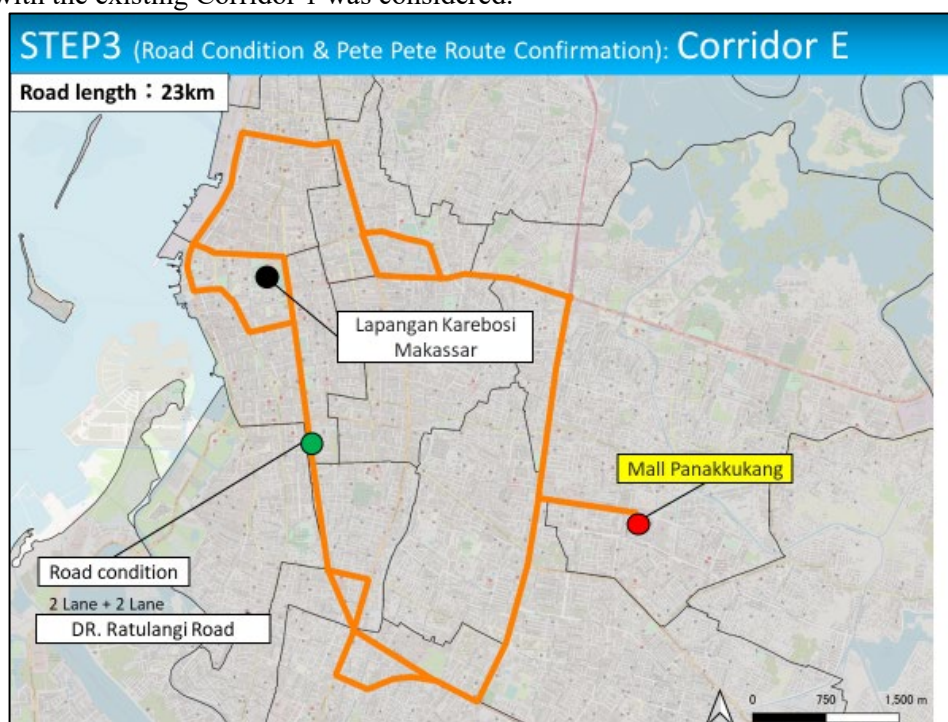 with the existing Corridor 1 was considered.
STEP3 (Road Condition & Pete Pete Route Confirmation): Corridor E
Road length：23km
Lapangan Karebosi
Makassar
Mall Panakkukang
Road condition
2 Lane + 2 Lane
DR. Ratulangi Road
0 750 1,500 m